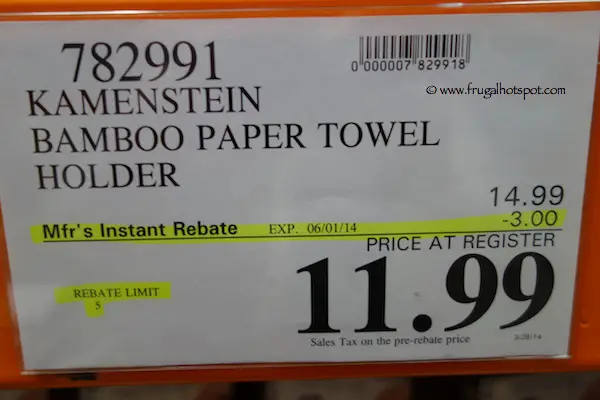 782991
0 000007 829918
© www.frugalhotspot.com
KAMENSTEIN
BAMBOO PAPER TOWEL
HOLDER
14.99
Mfr's Instant Rebate EXP. 06/01/14 -3.00
PRICE AT REGISTER
11.99
REBATE LIMIT
5
Sales Tax on the pre-rebate price